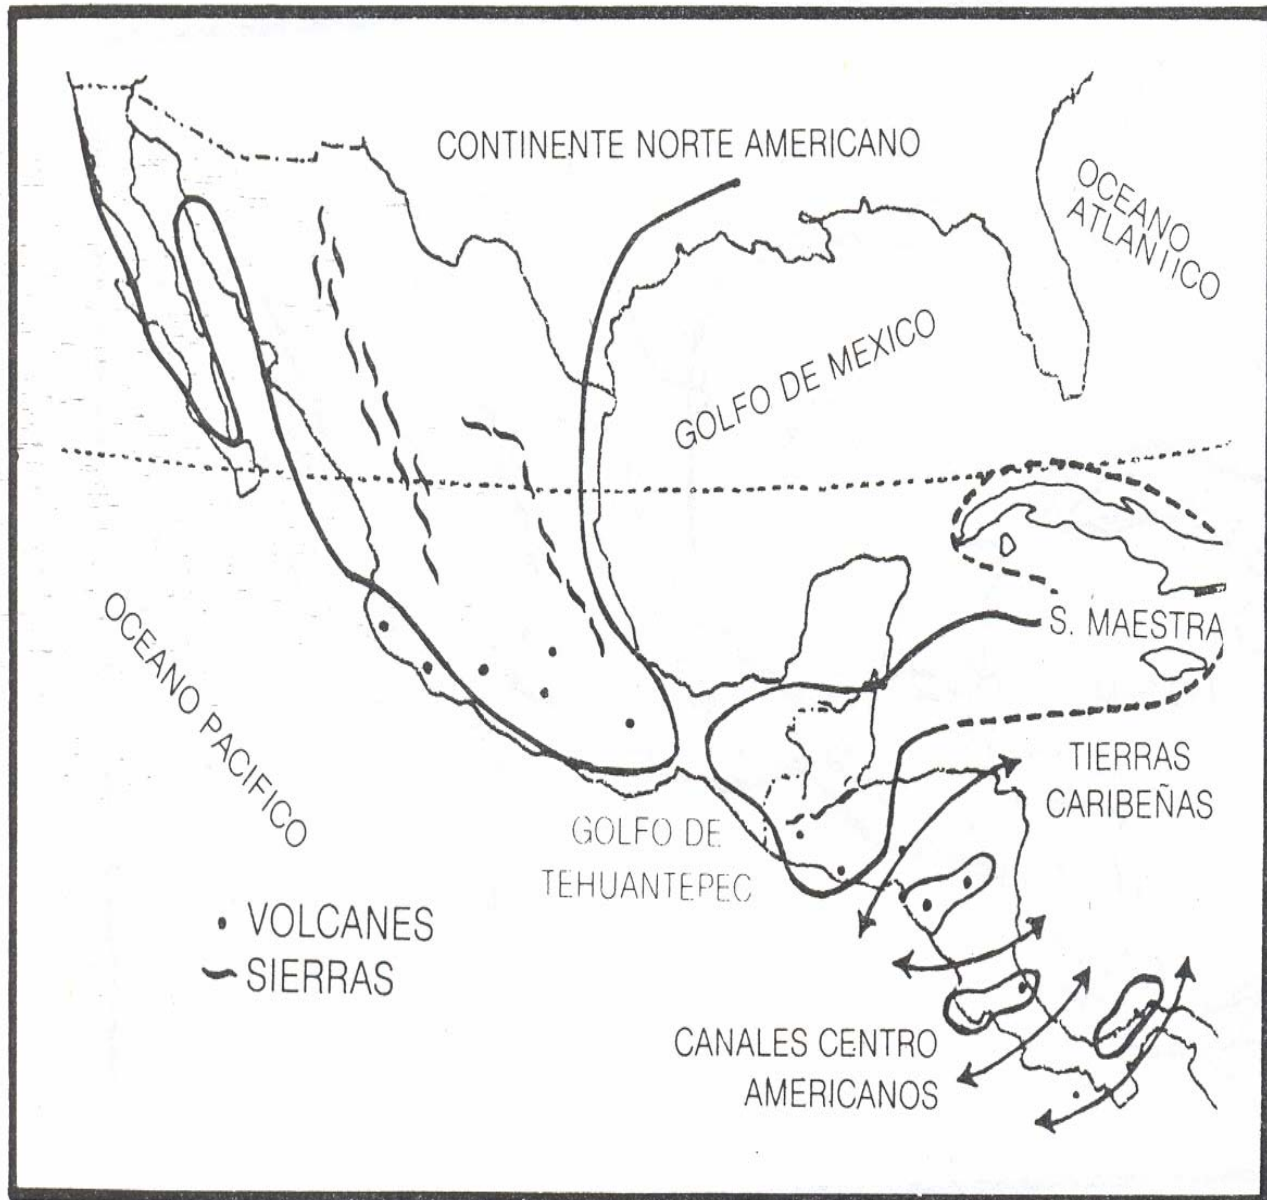 CONTINENTE NORTE AMERICANO
OCEANO
ATLANTICO
GOLFO DE MEXICO
OCEANO PACIFICO
S. MAESTRA
TIERRAS
CARIBEÑAS
GOLFO DE
TEHUANTEPEC
VOLCANES
SIERRAS
CANALES CENTRO
AMERICANOS